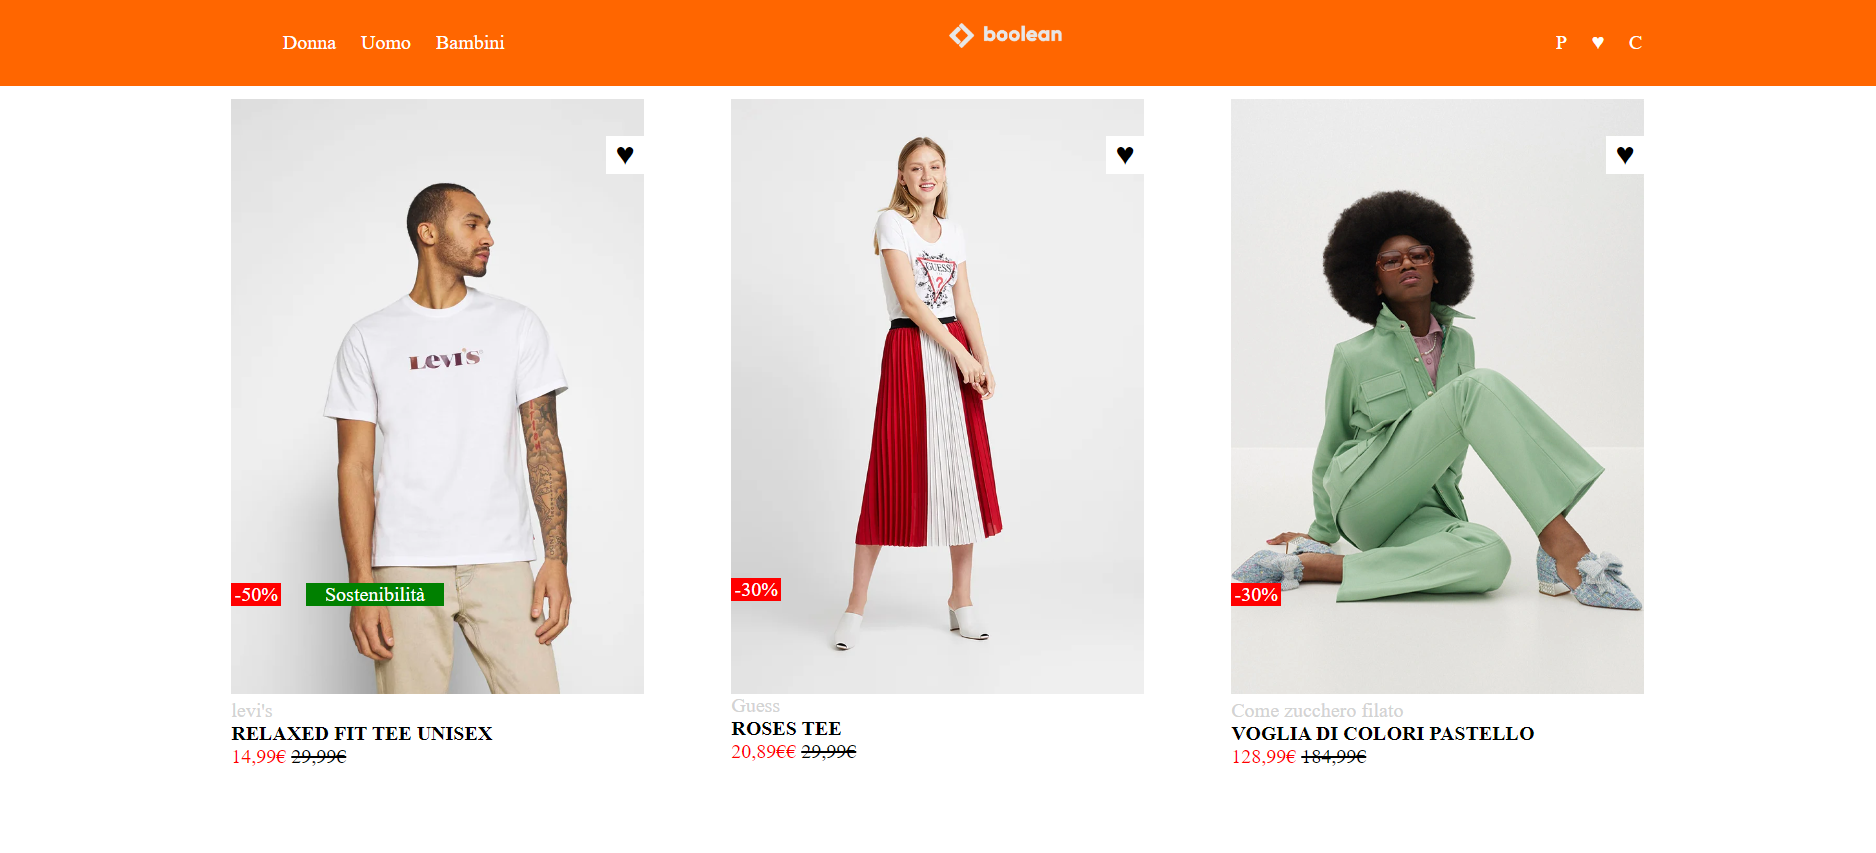 Donna Uomo Bambini
boolean
P ♥ C
♥
LEVI'S
-50% Sostenibilità
levi's
RELAXED FIT TEE UNISEX
14,99€ 29,99€
♥
GUESS
?
-30%
Guess
ROSES TEE
20,89€€ 29,99€
♥
-30%
Come zucchero filato
VOGLIA DI COLORI PASTELLO
128,99€ 184,99€